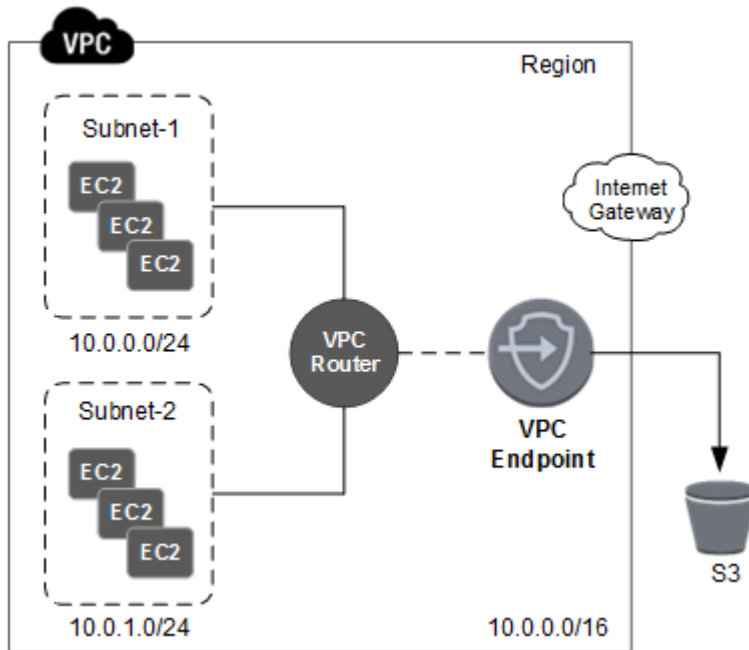 VPC
Region
Subnet-1
EC2
EC2
EC2
10.0.0.0/24
Internet
Gateway
VPC
Router
VPC
Endpoint
Subnet-2
EC2
EC2
EC2
10.0.1.0/24
10.0.0.0/16
S3